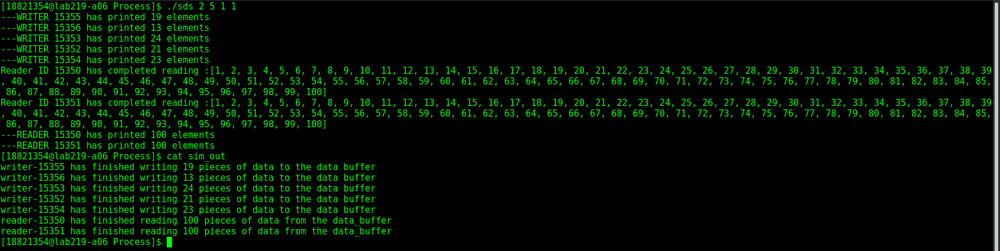 [18821354@lab219-a06 Process]$ ./sds 2 5 1 1
---WRITER 15355 has printed 19 elements
---WRITER 15356 has printed 13 elements
---WRITER 15353 has printed 24 elements
---WRITER 15352 has printed 21 elements
---WRITER 15354 has printed 23 elements
Reader ID 15350 has completed reading :[1, 2, 3, 4, 5, 6, 7, 8, 9, 10, 11, 12, 13, 14, 15, 16, 17, 18, 19, 20, 21, 22, 23, 24, 25, 26, 27, 28, 29, 30, 31, 32, 33, 34, 35, 36, 37, 38, 39
, 40, 41, 42, 43, 44, 45, 46, 47, 48, 49, 50, 51, 52, 53, 54, 55, 56, 57, 58, 59, 60, 61, 62, 63, 64, 65, 66, 67, 68, 69, 70, 71, 72, 73, 74, 75, 76, 77, 78, 79, 80, 81, 82, 83, 84, 85,
 86, 87, 88, 89, 90, 91, 92, 93, 94, 95, 96, 97, 98, 99, 100]
Reader ID 15351 has completed reading :[1, 2, 3, 4, 5, 6, 7, 8, 9, 10, 11, 12, 13, 14, 15, 16, 17, 18, 19, 20, 21, 22, 23, 24, 25, 26, 27, 28, 29, 30, 31, 32, 33, 34, 35, 36, 37, 38, 39
, 40, 41, 42, 43, 44, 45, 46, 47, 48, 49, 50, 51, 52, 53, 54, 55, 56, 57, 58, 59, 60, 61, 62, 63, 64, 65, 66, 67, 68, 69, 70, 71, 72, 73, 74, 75, 76, 77, 78, 79, 80, 81, 82, 83, 84, 85,
 86, 87, 88, 89, 90, 91, 92, 93, 94, 95, 96, 97, 98, 99, 100]
---READER 15350 has printed 100 elements
---READER 15351 has printed 100 elements
[18821354@lab219-a06 Process]$ cat sim_out
writer-15355 has finished writing 19 pieces of data to the data buffer
writer-15356 has finished writing 13 pieces of data to the data buffer
writer-15353 has finished writing 24 pieces of data to the data buffer
writer-15352 has finished writing 21 pieces of data to the data buffer
writer-15354 has finished writing 23 pieces of data to the data buffer
reader-15350 has finished reading 100 pieces of data from the data_buffer
reader-15351 has finished reading 100 pieces of data from the data_buffer
[18821354@lab219-a06 Process]$